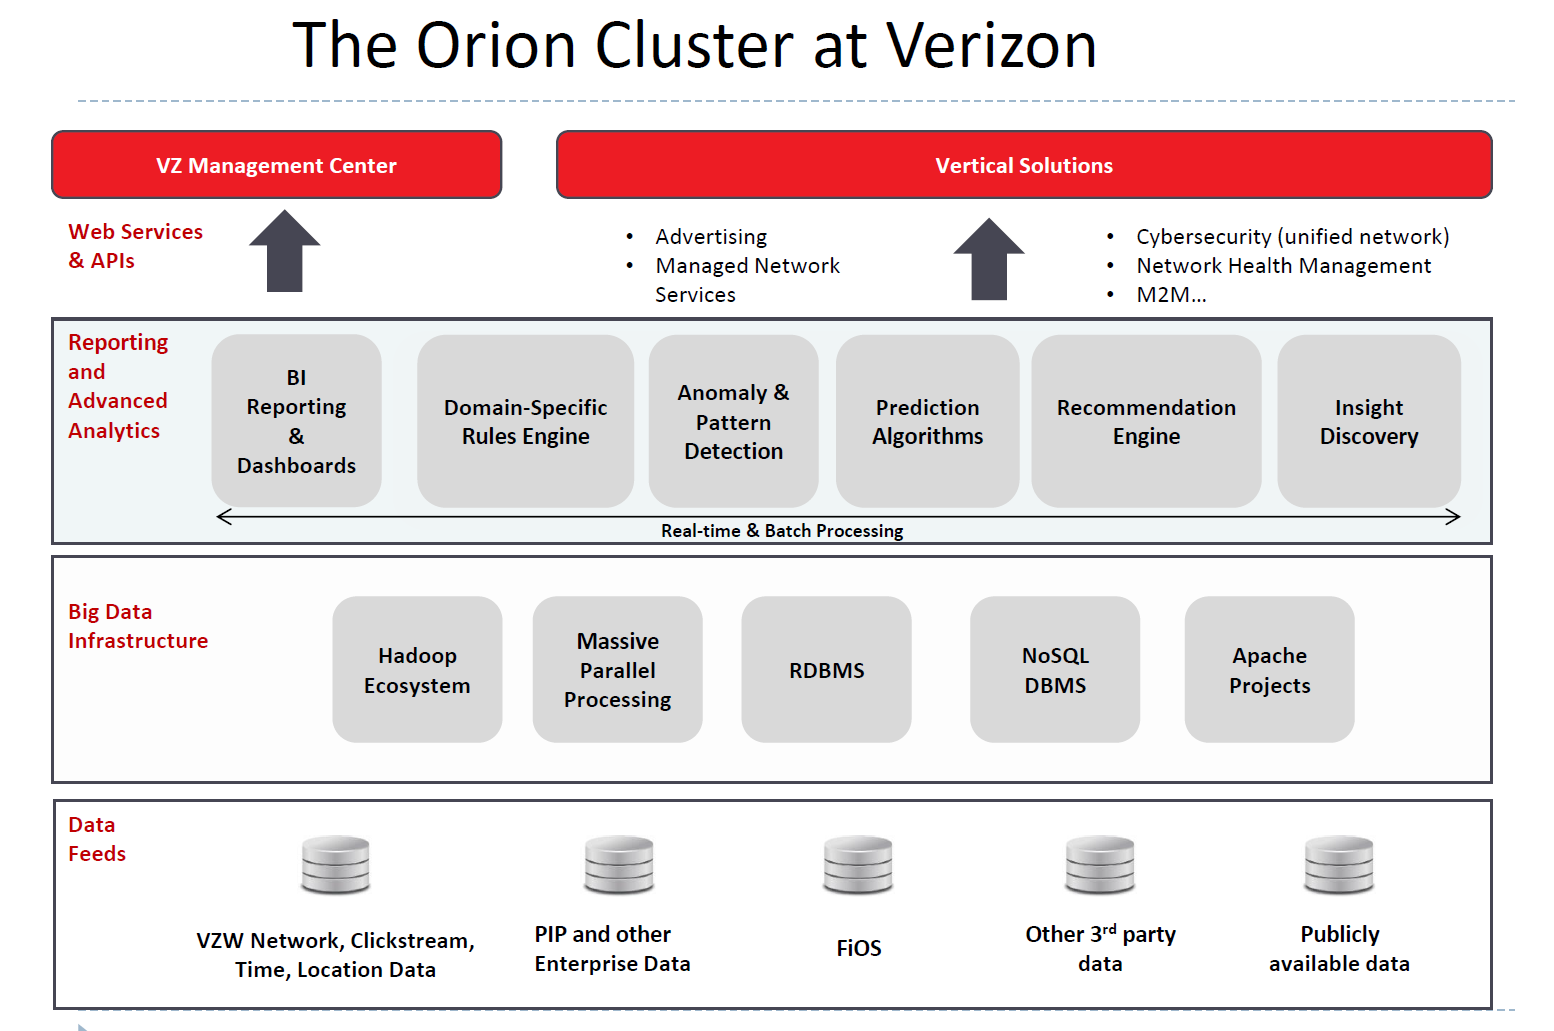 The Orion Cluster at Verizon
VZ Management Center
Vertical Solutions
Web Services
& APIs
• Advertising
• Managed Network
Services
• Cybersecurity (unified network)
• Network Health Management
• M2M...
Reporting
and
Advanced
Analytics
BI
Reporting
&
Dashboards
Domain-Specific
Rules Engine
Anomaly &
Pattern
Detection
Prediction
Algorithms
Recommendation
Engine
Insight
Discovery
Real-time & Batch Processing
Big Data
Infrastructure
Hadoop
Ecosystem
Massive
Parallel
Processing
RDBMS
NoSQL
DBMS
Apache
Projects
Data
Feeds
VZW Network, Clickstream,
Time, Location Data
PIP and other
Enterprise Data
FiOS
Other 3rd party
data
Publicly
available data